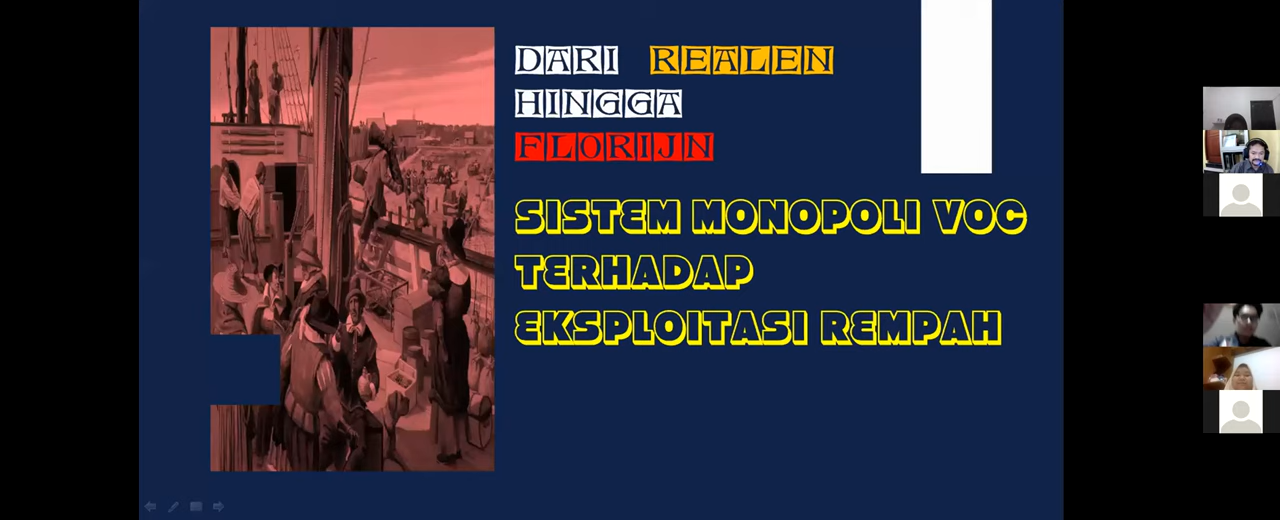 DARI REALEN
HINGGA
FLORIJN
SISTEM MONOPOLI VOC
TERHADAP
EKSPLOITASI REMPAH